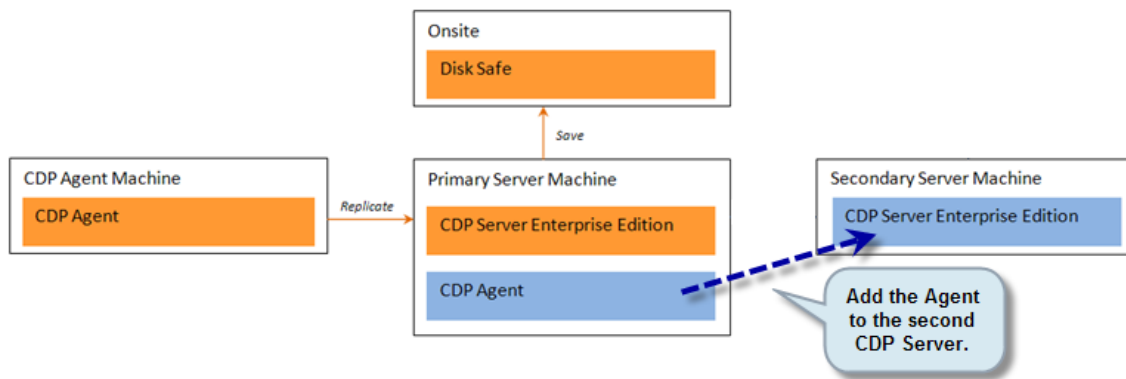 Onsite
Disk Safe
Save
CDP Agent Machine
CDP Agent
Replicate
Primary Server Machine
CDP Server Enterprise Edition
CDP Agent
Secondary Server Machine
CDP Server Enterprise Edition
Add the Agent
to the second
CDP Server.